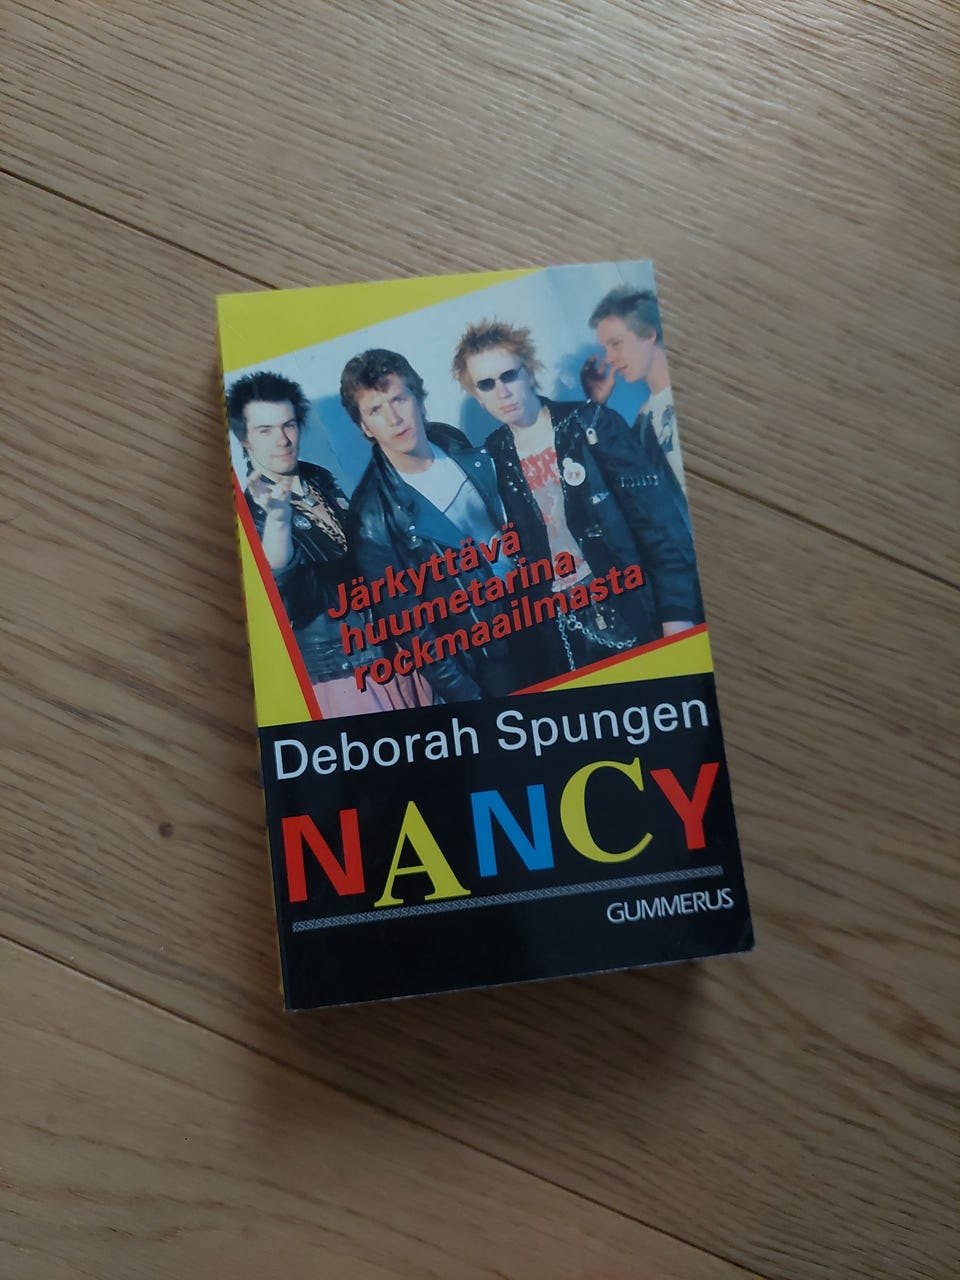 Järkyttävä
huumetarina
rockmaailmasta
Deborah Spungen
NANCY
GUMMERUS